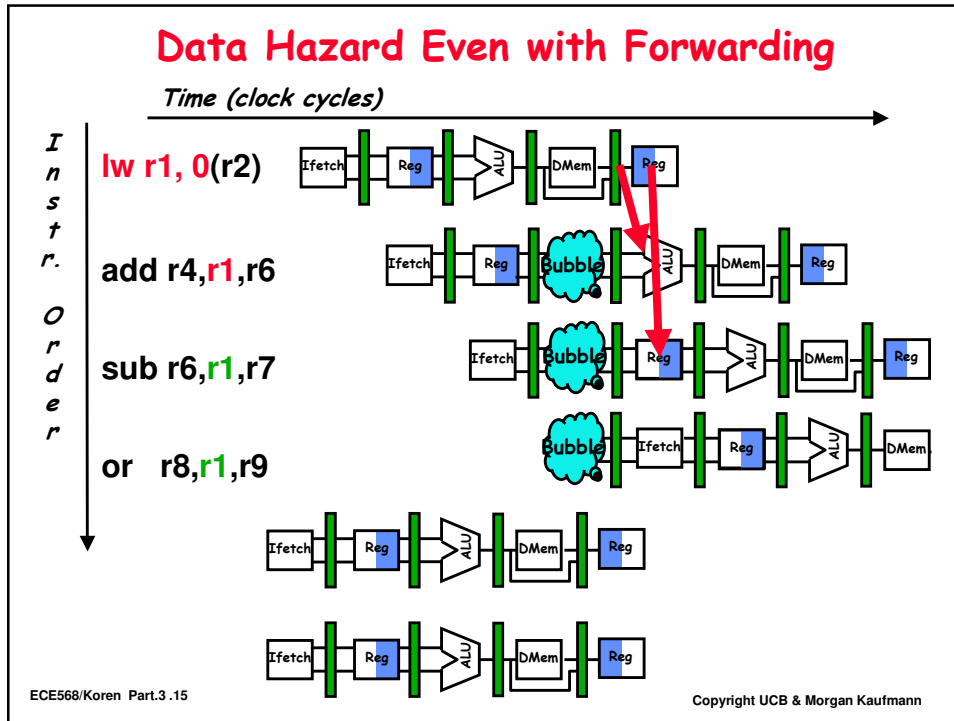 Data Hazard Even with Forwarding
Time (clock cycles)
Instr. Order
lw r1, 0(r2)
Ifetch Reg ALU DMem Reg
add r4,r1,r6
Ifetch Reg Bubble ALU DMem Reg
sub r6,r1,r7
Ifetch Bubble Reg ALU DMem Reg
or r8,r1,r9
Bubble Ifetch Reg ALU DMem
Ifetch Reg ALU DMem Reg
Ifetch Reg ALU DMem Reg
ECE568/Koren Part.3 .15
Copyright UCB & Morgan Kaufmann